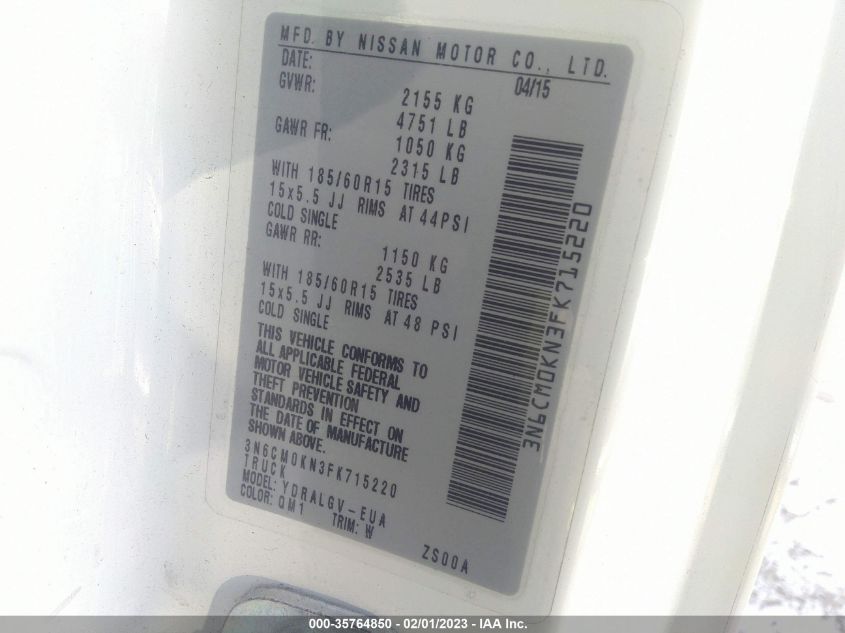 MFD. BY NISSAN MOTOR CO., LTD.
DATE: 04/15
GVWR: 2155 KG
4751 LB
GAWR FR: 1050 KG
2315 LB
WITH 185/60R15 TIRES
15x5.5 JJ RIMS AT 44PSI
COLD SINGLE
GAWR RR: 1150 KG
2535 LB
WITH 185/60R15 TIRES
15x5.5 JJ RIMS AT 48 PSI
COLD SINGLE
THIS VEHICLE CONFORMS TO
ALL APPLICABLE FEDERAL
MOTOR VEHICLE SAFETY AND
THEFT PREVENTION
STANDARDS IN EFFECT ON
THE DATE OF MANUFACTURE
SHOWN ABOVE.
3N6CM0KN3FK715220
TRUCK
MODEL: YDRALGV-EUA
COLOR: QM1 TRIM: W
ZS00A
3N6CM0KN3FK715220
000-35764850 / 02/01/2023 - IAA Inc.